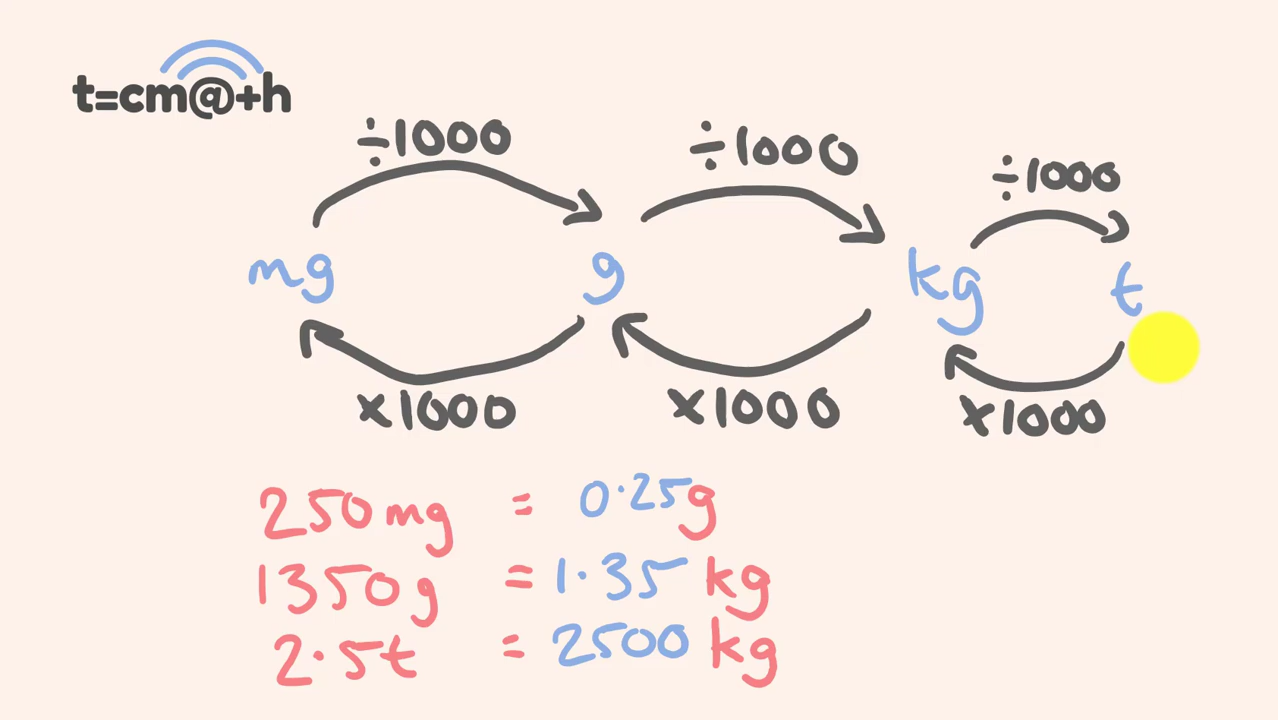 t=cm@+h
÷1000 ÷1000 ÷1000
mg g kg t
x1000 x1000 x1000
250mg = 0.25g
1350g = 1.35 kg
2.5t = 2500 kg